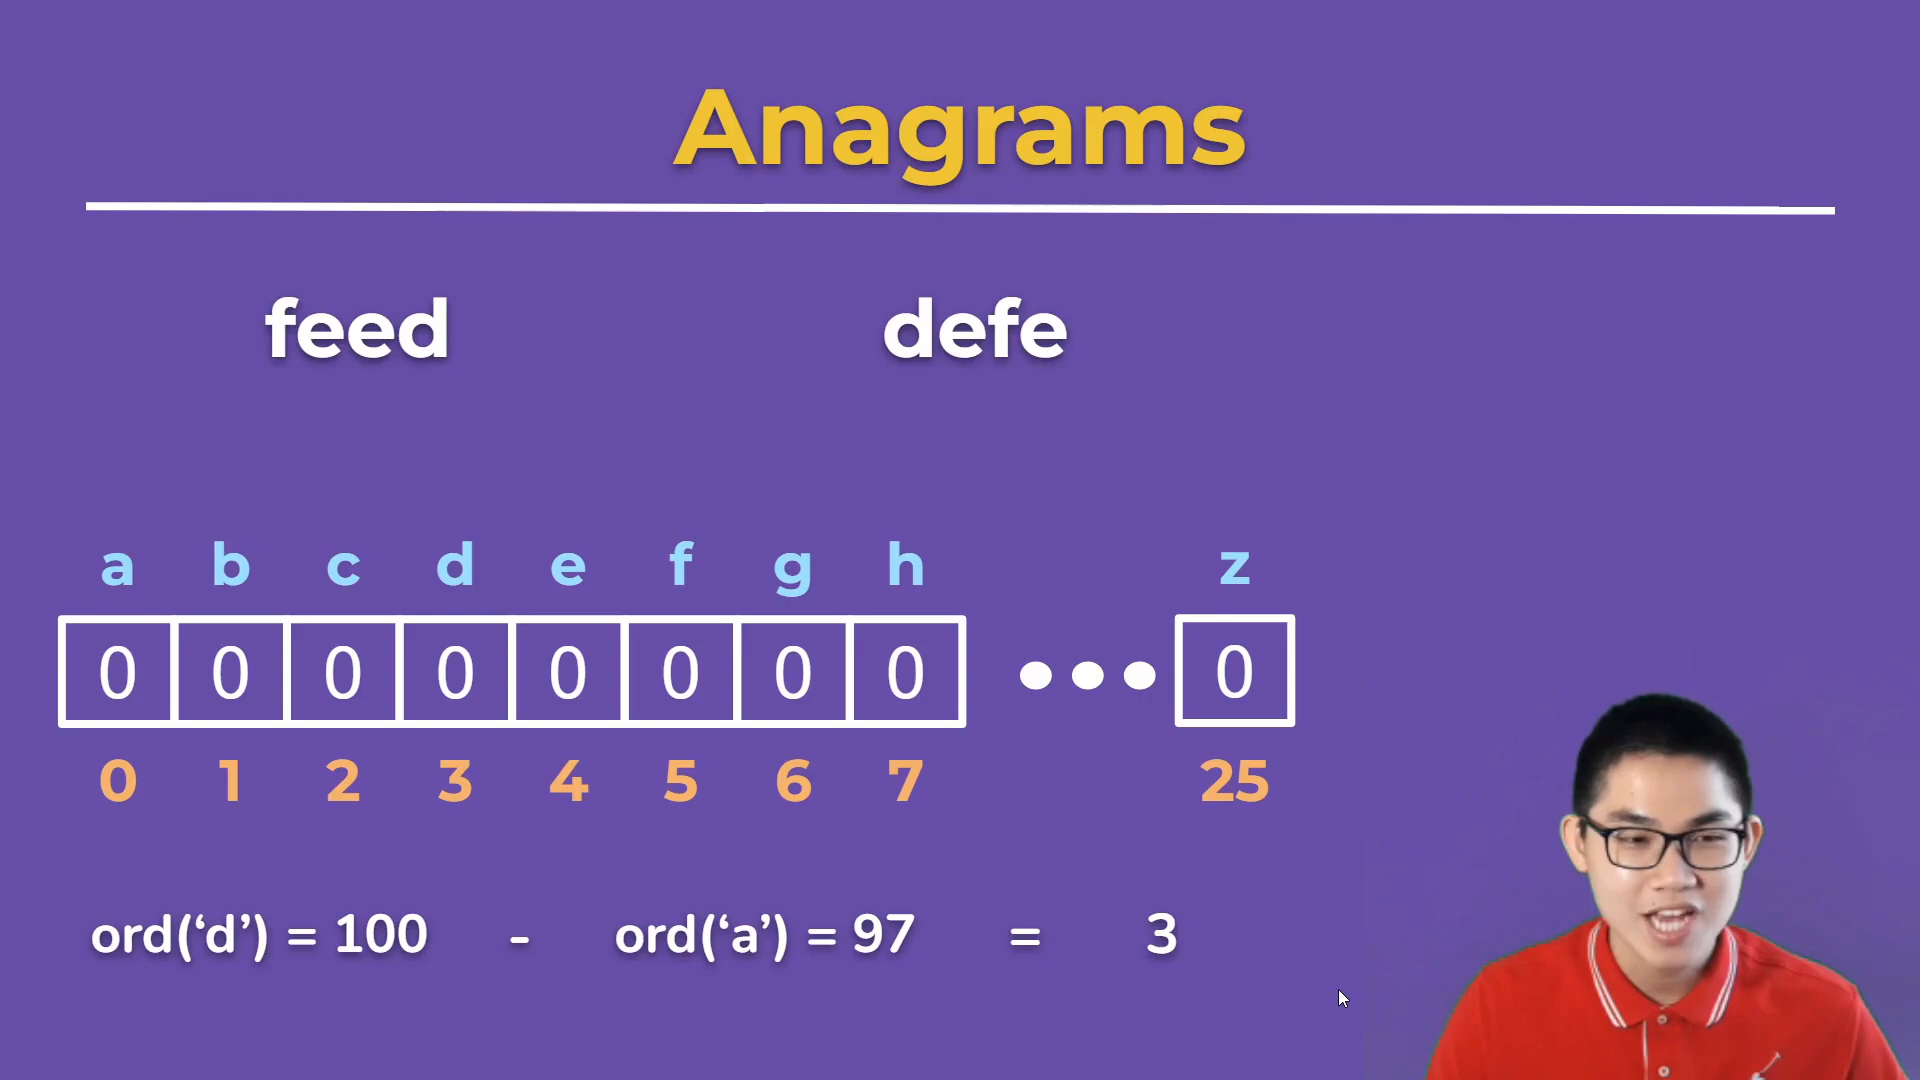 Anagrams
feed defe
a b c d e f g h z
0 0 0 0 0 0 0 0 0
0 1 2 3 4 5 6 7 25
ord(‘d’) = 100 - ord(‘a’) = 97 = 3